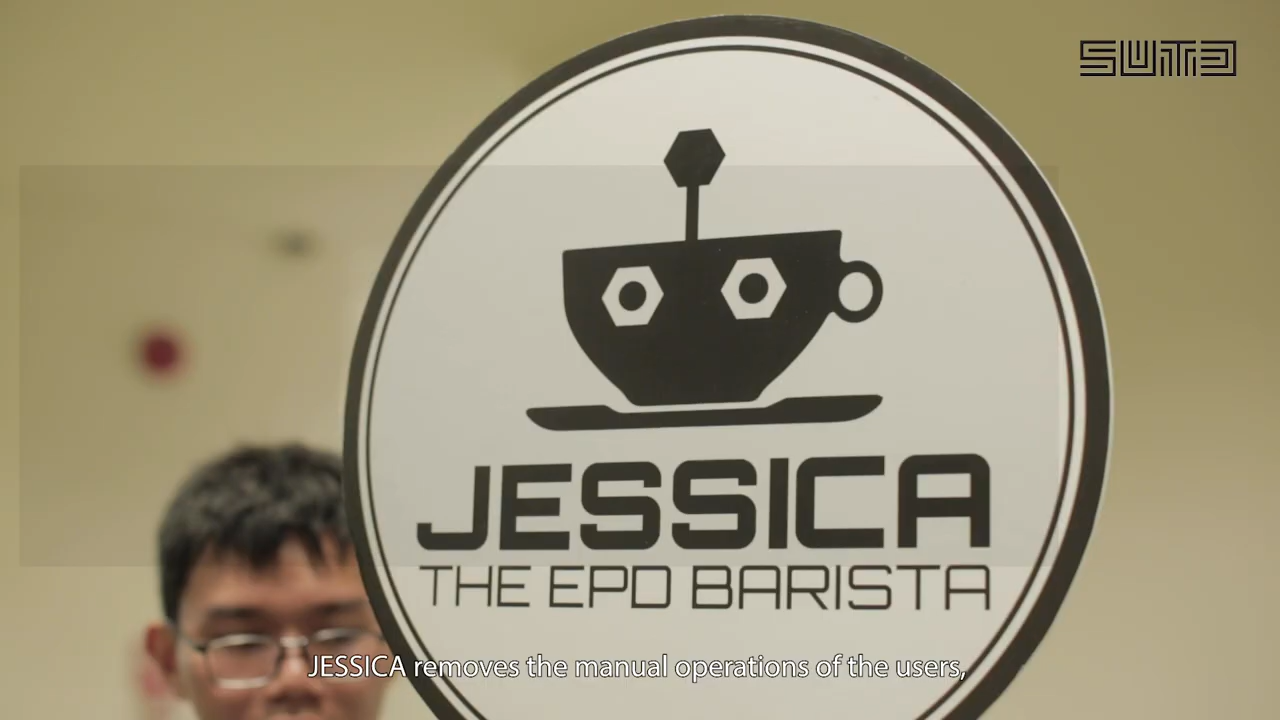 SUTD
JESSICA
THE EPD BARISTA
JESSICA removes the manual operations of the users,